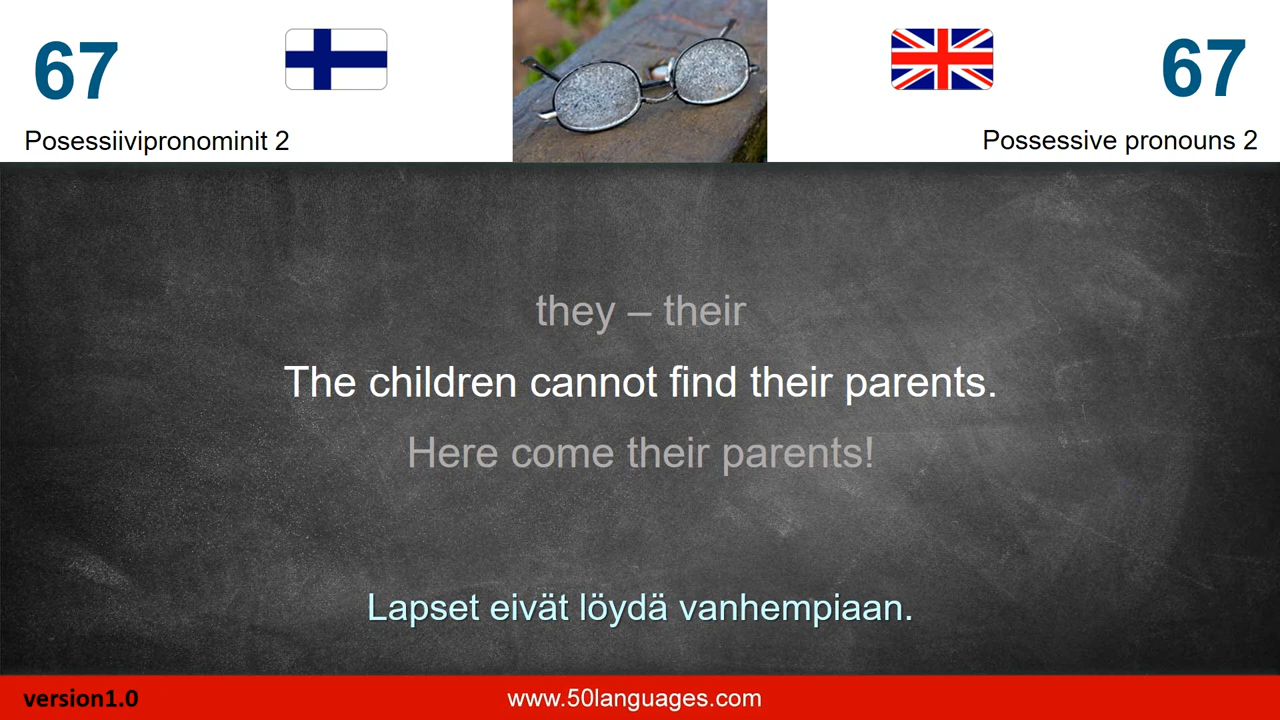 67
67
Posessiivipronominit 2
Possessive pronouns 2
they – their
The children cannot find their parents.
Here come their parents!
Lapset eivät löydä vanhempiaan.
version1.0
www.50languages.com